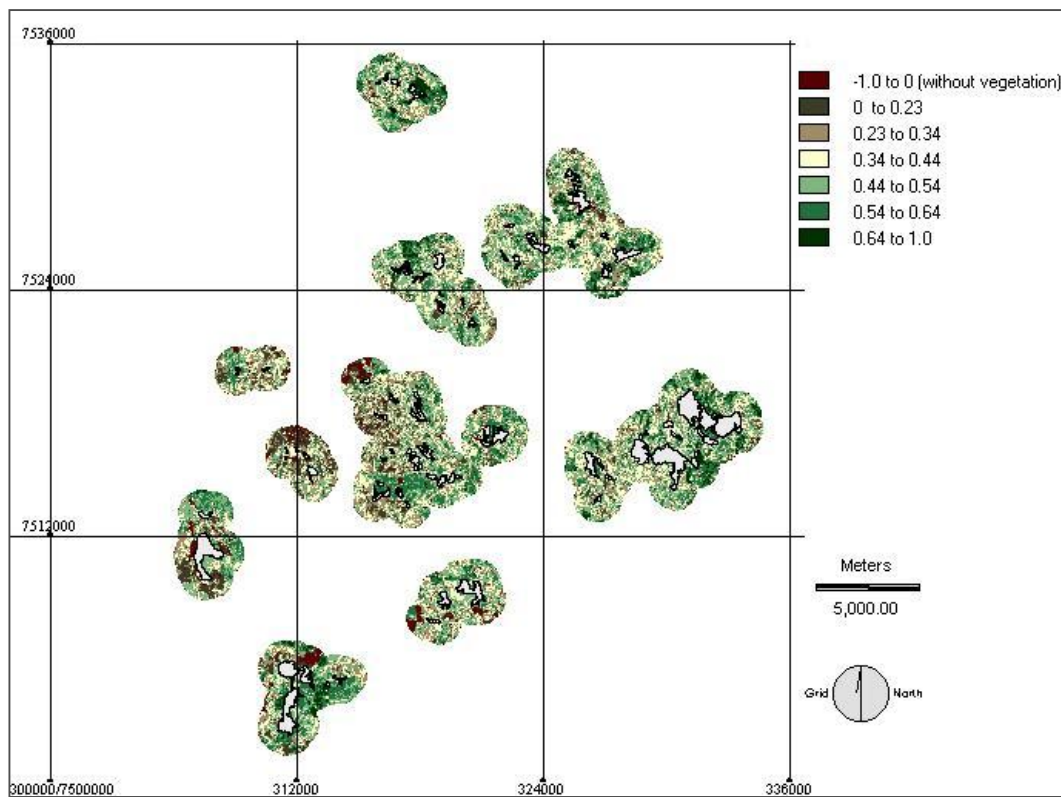 7536000
-1.0 to 0 (without vegetation)
0 to 0.23
0.23 to 0.34
0.34 to 0.44
0.44 to 0.54
0.54 to 0.64
0.64 to 1.0
7524000
7512000
Meters
5,000.00
Grid North
300000/7500000 312000 324000 336000